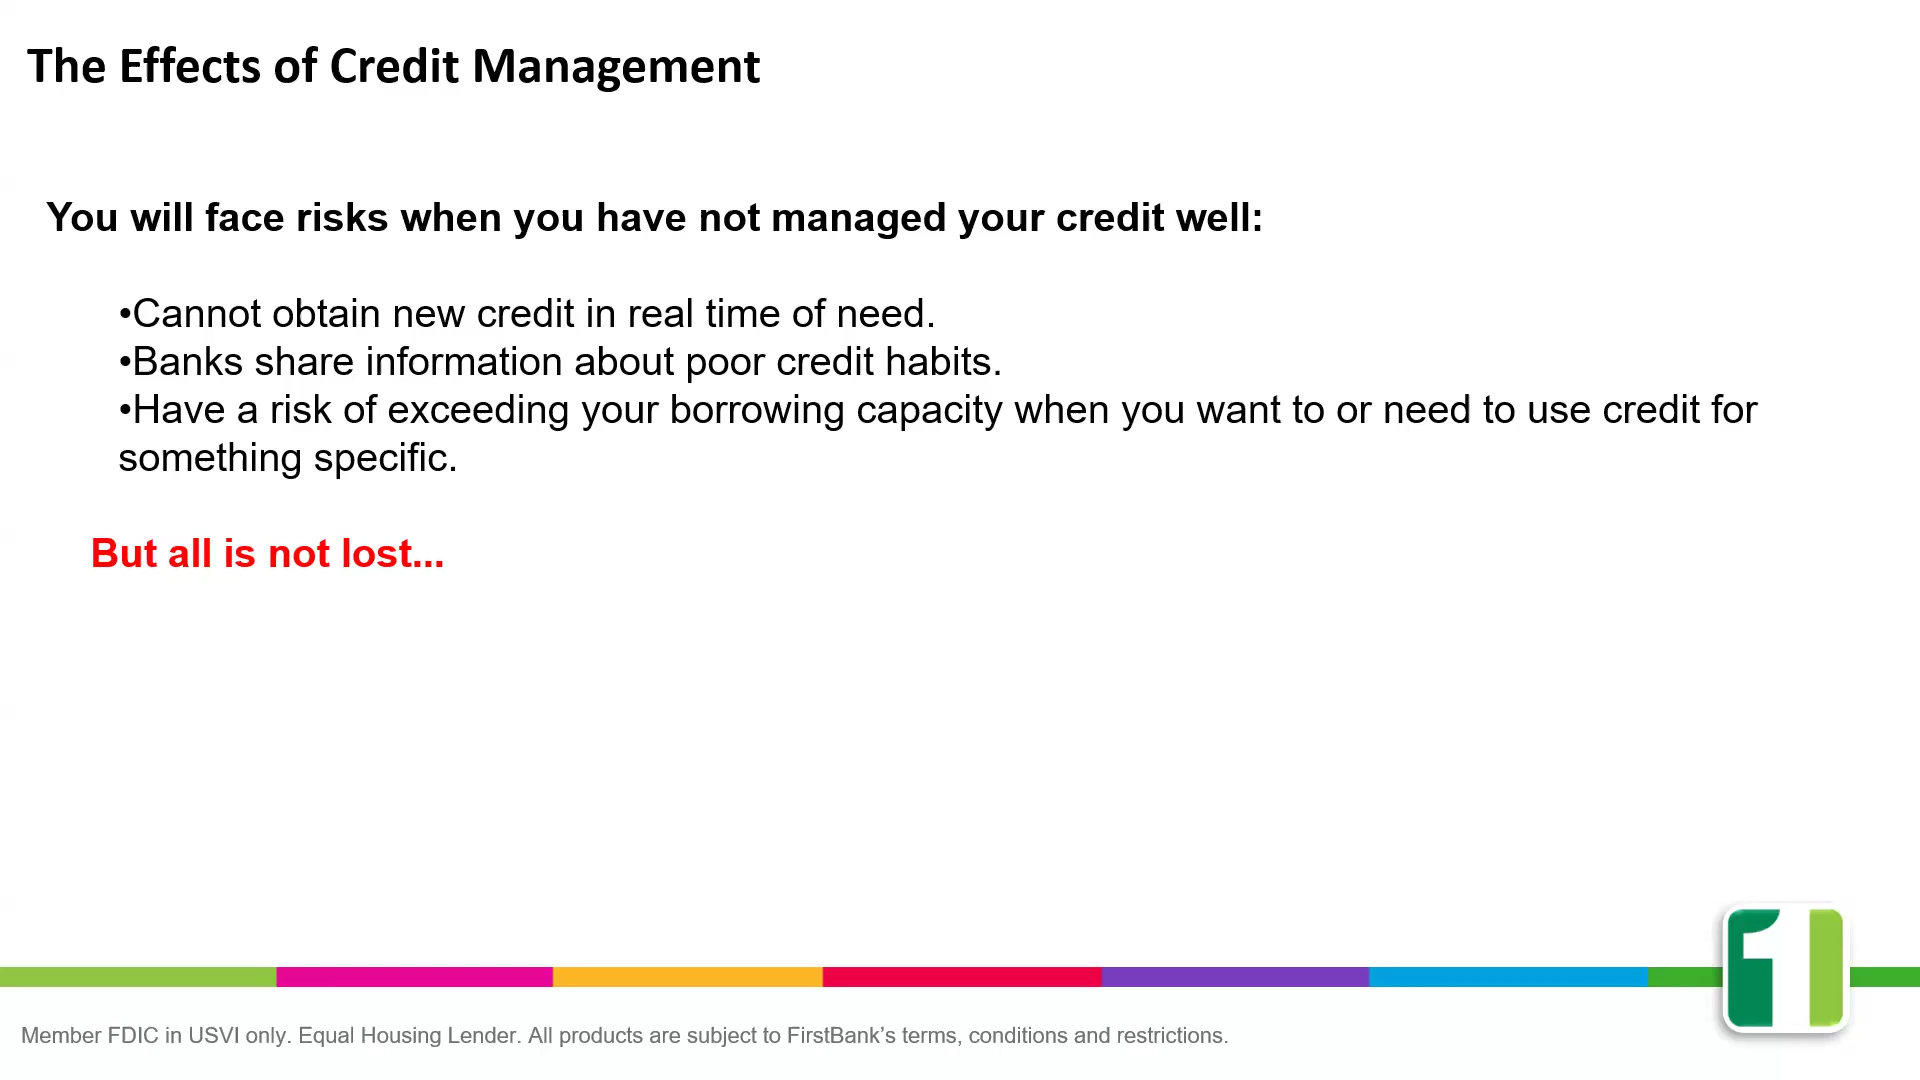 The Effects of Credit Management
You will face risks when you have not managed your credit well:
•Cannot obtain new credit in real time of need.
•Banks share information about poor credit habits.
•Have a risk of exceeding your borrowing capacity when you want to or need to use credit for
something specific.
But all is not lost...
1
Member FDIC in USVI only. Equal Housing Lender. All products are subject to FirstBank’s terms, conditions and restrictions.